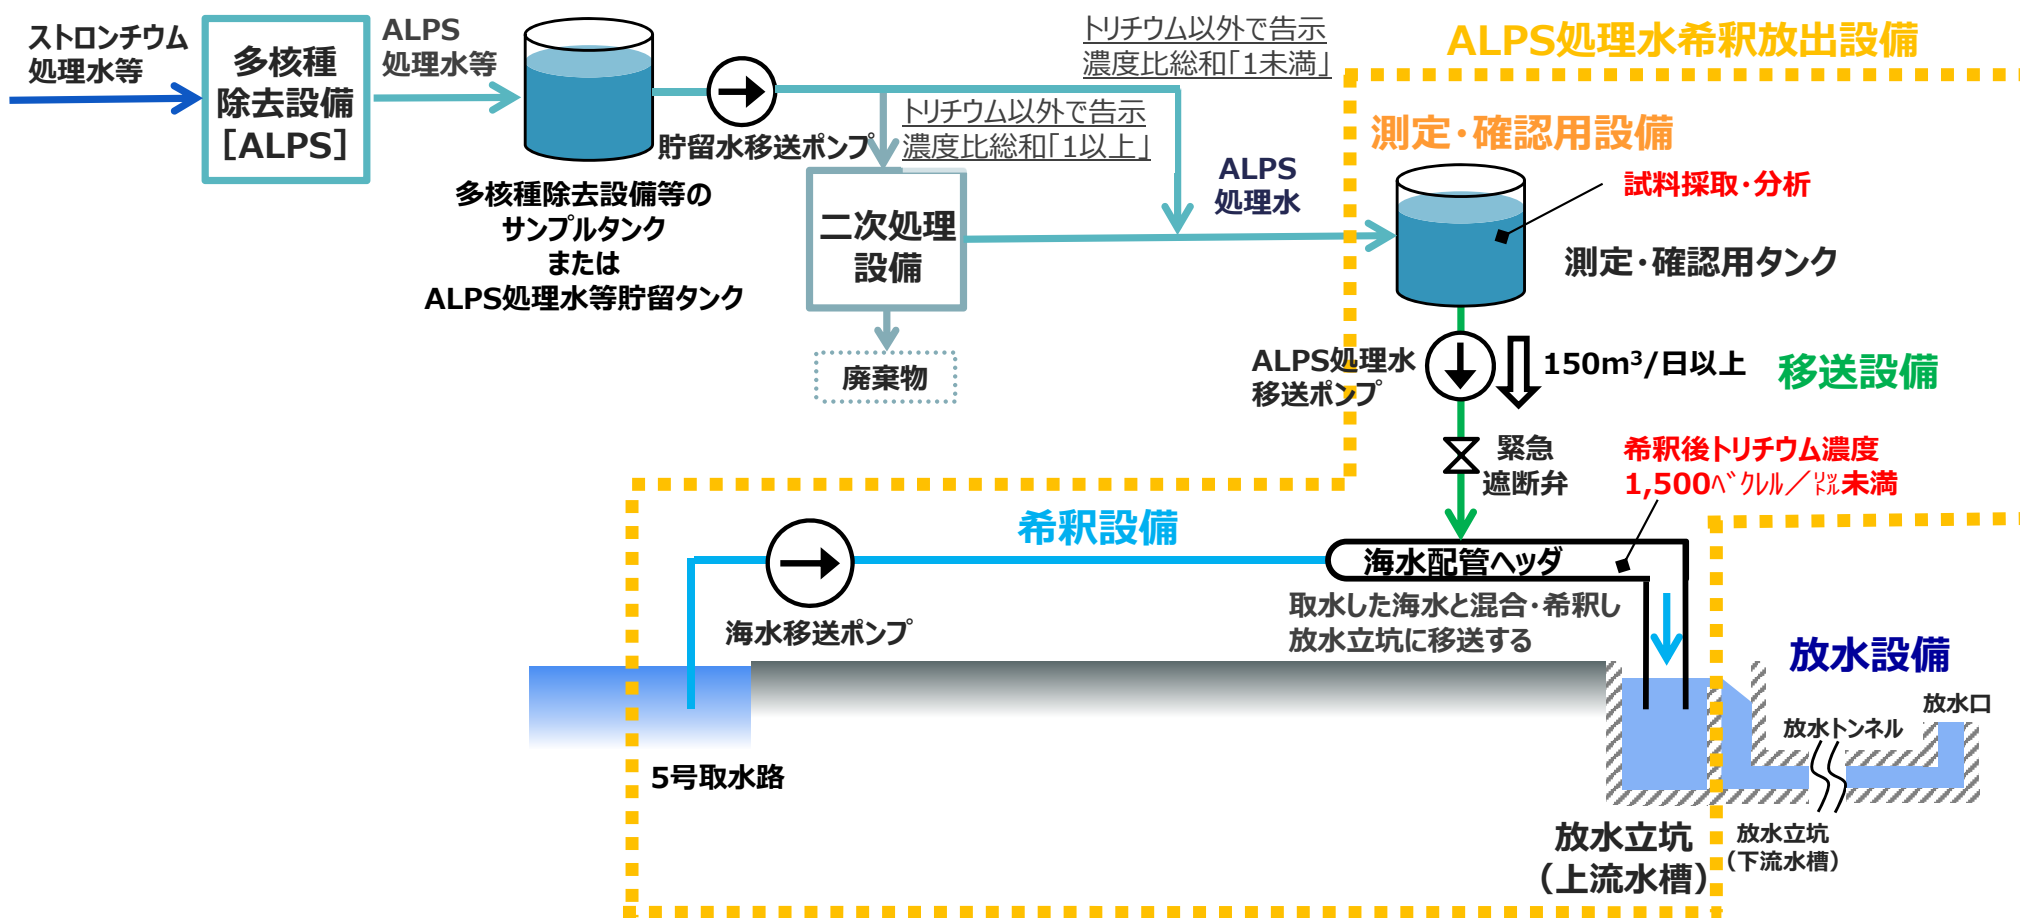 ストロンチウム
処理水等
多核種
除去設備
[ALPS]
ALPS
処理水等
貯留水移送ポンプ
多核種除去設備等の
サンプルタンク
または
ALPS処理水等貯留タンク
トリチウム以外で告示
濃度比総和「1未満」
トリチウム以外で告示
濃度比総和「1以上」
二次処理
設備
廃棄物
ALPS
処理水
ALPS処理水希釈放出設備
測定・確認用設備
試料採取・分析
測定・確認用タンク
ALPS処理水
移送ポンプ
150m³/日以上
移送設備
緊急
遮断弁
希釈後トリチウム濃度
1,500ベクレル/リットル未満
希釈設備
海水配管ヘッダ
海水移送ポンプ
取水した海水と混合・希釈し
放水立坑に移送する
放水設備
放水口
放水トンネル
5号取水路
放水立坑
(上流水槽)
放水立坑
(下流水槽)